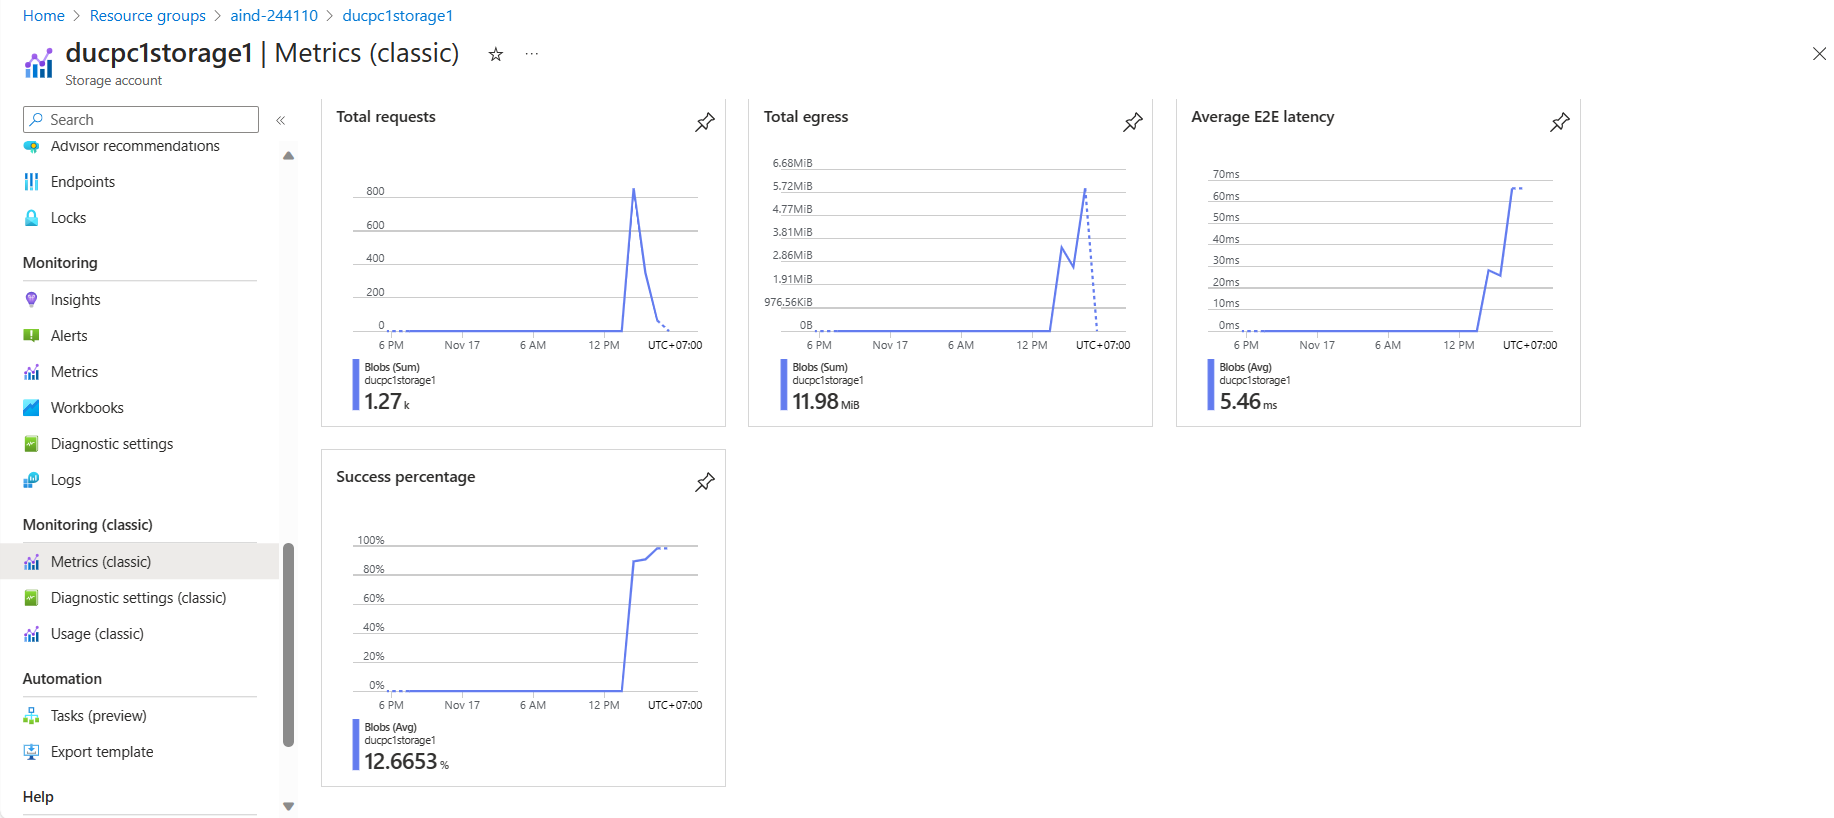 Home > Resource groups > aind-244110 > ducpc1storage1
ducpc1storage1 | Metrics (classic)
Storage account
Search
Advisor recommendations
Endpoints
Locks
Monitoring
Insights
Alerts
Metrics
Workbooks
Diagnostic settings
Logs
Monitoring (classic)
Metrics (classic)
Diagnostic settings (classic)
Usage (classic)
Automation
Tasks (preview)
Export template
Help
Total requests
800
600
400
200
0
6 PM Nov 17 6 AM 12 PM UTC+07:00
Blobs (Sum)
ducpc1storage1
1.27 k
Total egress
6.68MiB
5.72MiB
4.77MiB
3.81MiB
2.86MiB
1.91MiB
976.56KiB
0B
6 PM Nov 17 6 AM 12 PM UTC+07:00
Blobs (Sum)
ducpc1storage1
11.98 MiB
Average E2E latency
70ms
60ms
50ms
40ms
30ms
20ms
10ms
0ms
6 PM Nov 17 6 AM 12 PM UTC+07:00
Blobs (Avg)
ducpc1storage1
5.46 ms
Success percentage
100%
80%
60%
40%
20%
0%
6 PM Nov 17 6 AM 12 PM UTC+07:00
Blobs (Avg)
ducpc1storage1
12.6653 %